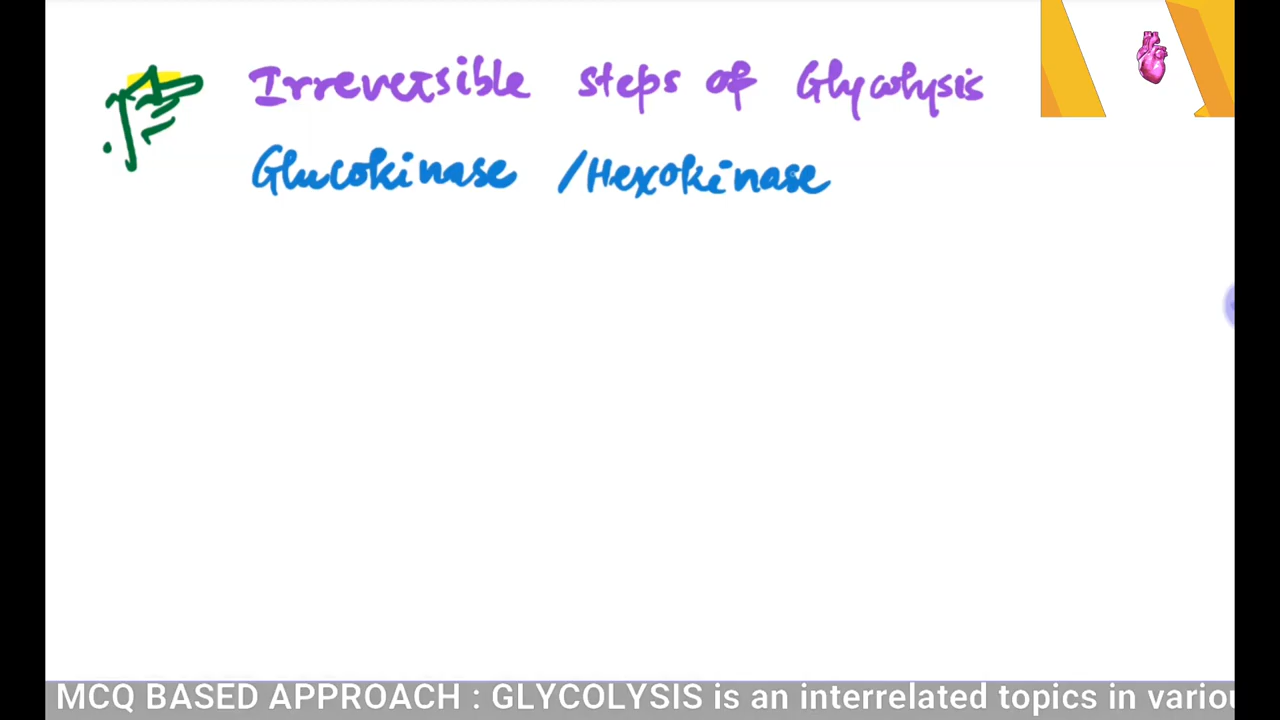 Irreversible steps of Glycolysis
Glucokinase /Hexokinase
MCQ BASED APPROACH : GLYCOLYSIS is an interrelated topics in variou